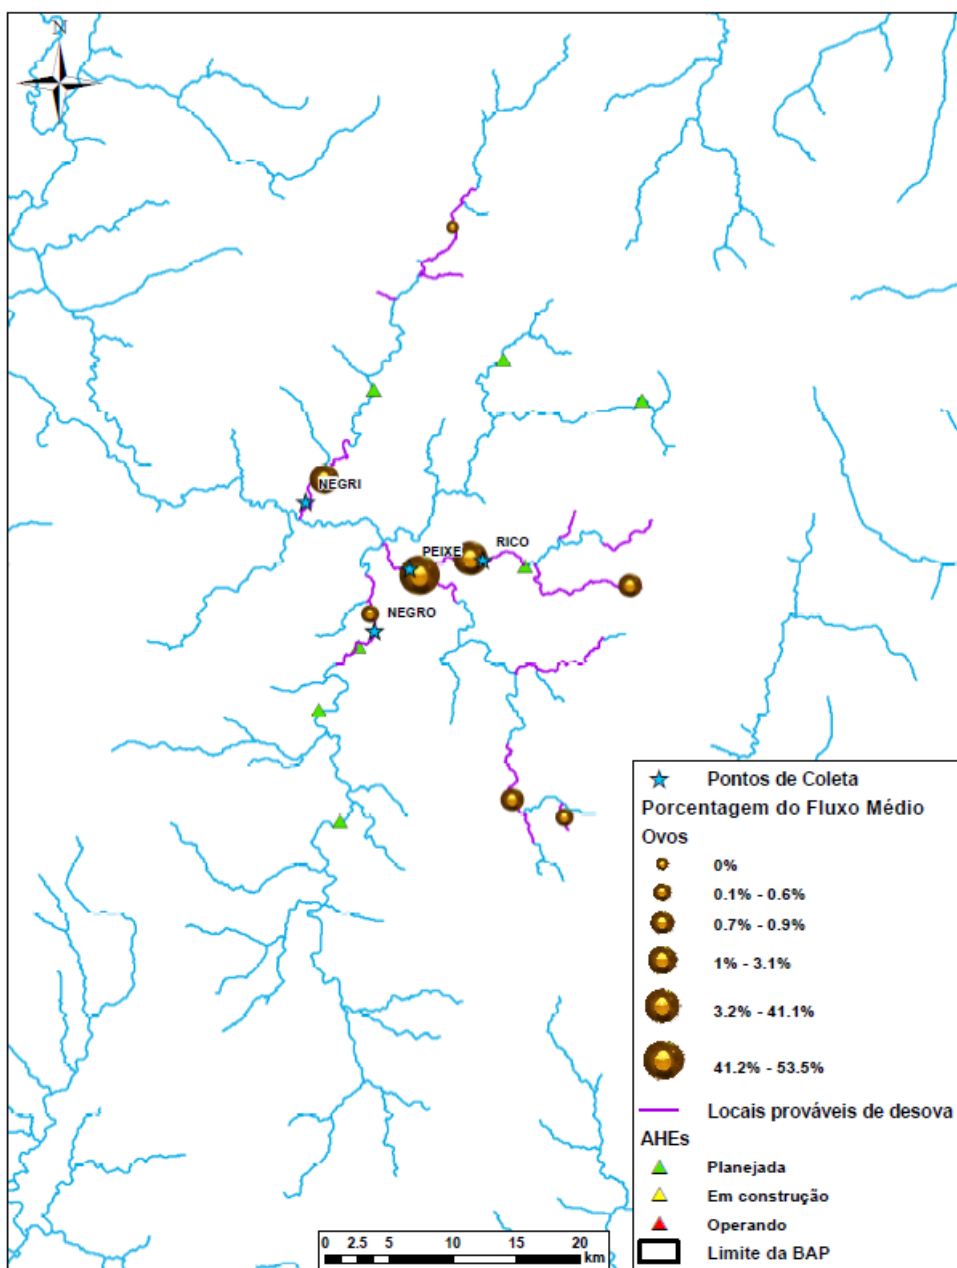 N
NEGRI
RICO
PEIXE
NEGRO
Pontos de Coleta
Porcentagem do Fluxo Médio
Ovos
0%
0.1% - 0.6%
0.7% - 0.9%
1% - 3.1%
3.2% - 41.1%
41.2% - 53.5%
Locais prováveis de desova
AHEs
Planejada
Em construção
Operando
Limite da BAP
0 2.5 5 10 15 20
km